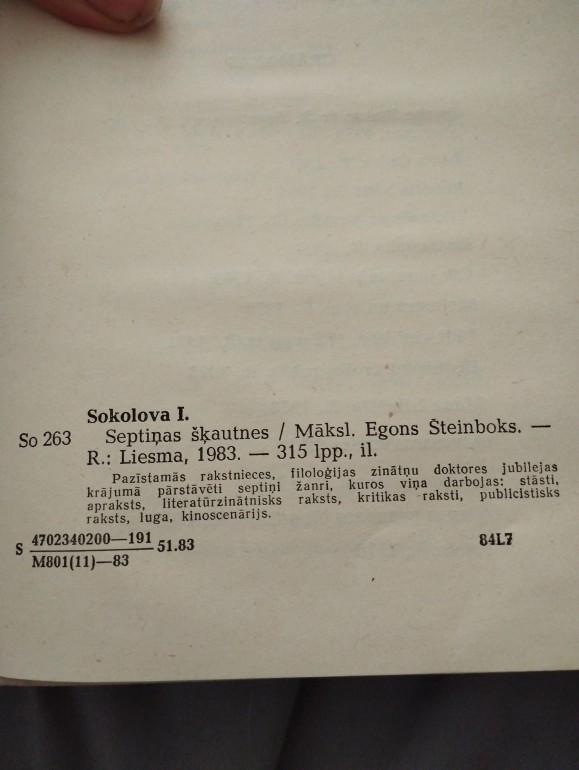 Sokolova I.
So 263 Septiņas šķautnes / Māksl. Egons Šteinboks. —
R.: Liesma, 1983. — 315 lpp., il.
Pazīstamās rakstnieces, filoloģijas zinātņu doktores jubilejas
krājumā pārstāvēti septiņi žanri, kuros viņa darbojas: stāsti,
apraksts, literatūrzinātnisks raksts, kritikas raksti, publicistisks
raksts, luga, kinoscenārijs.
S 4702340200—191 51.83 84L7
M801(11)—83